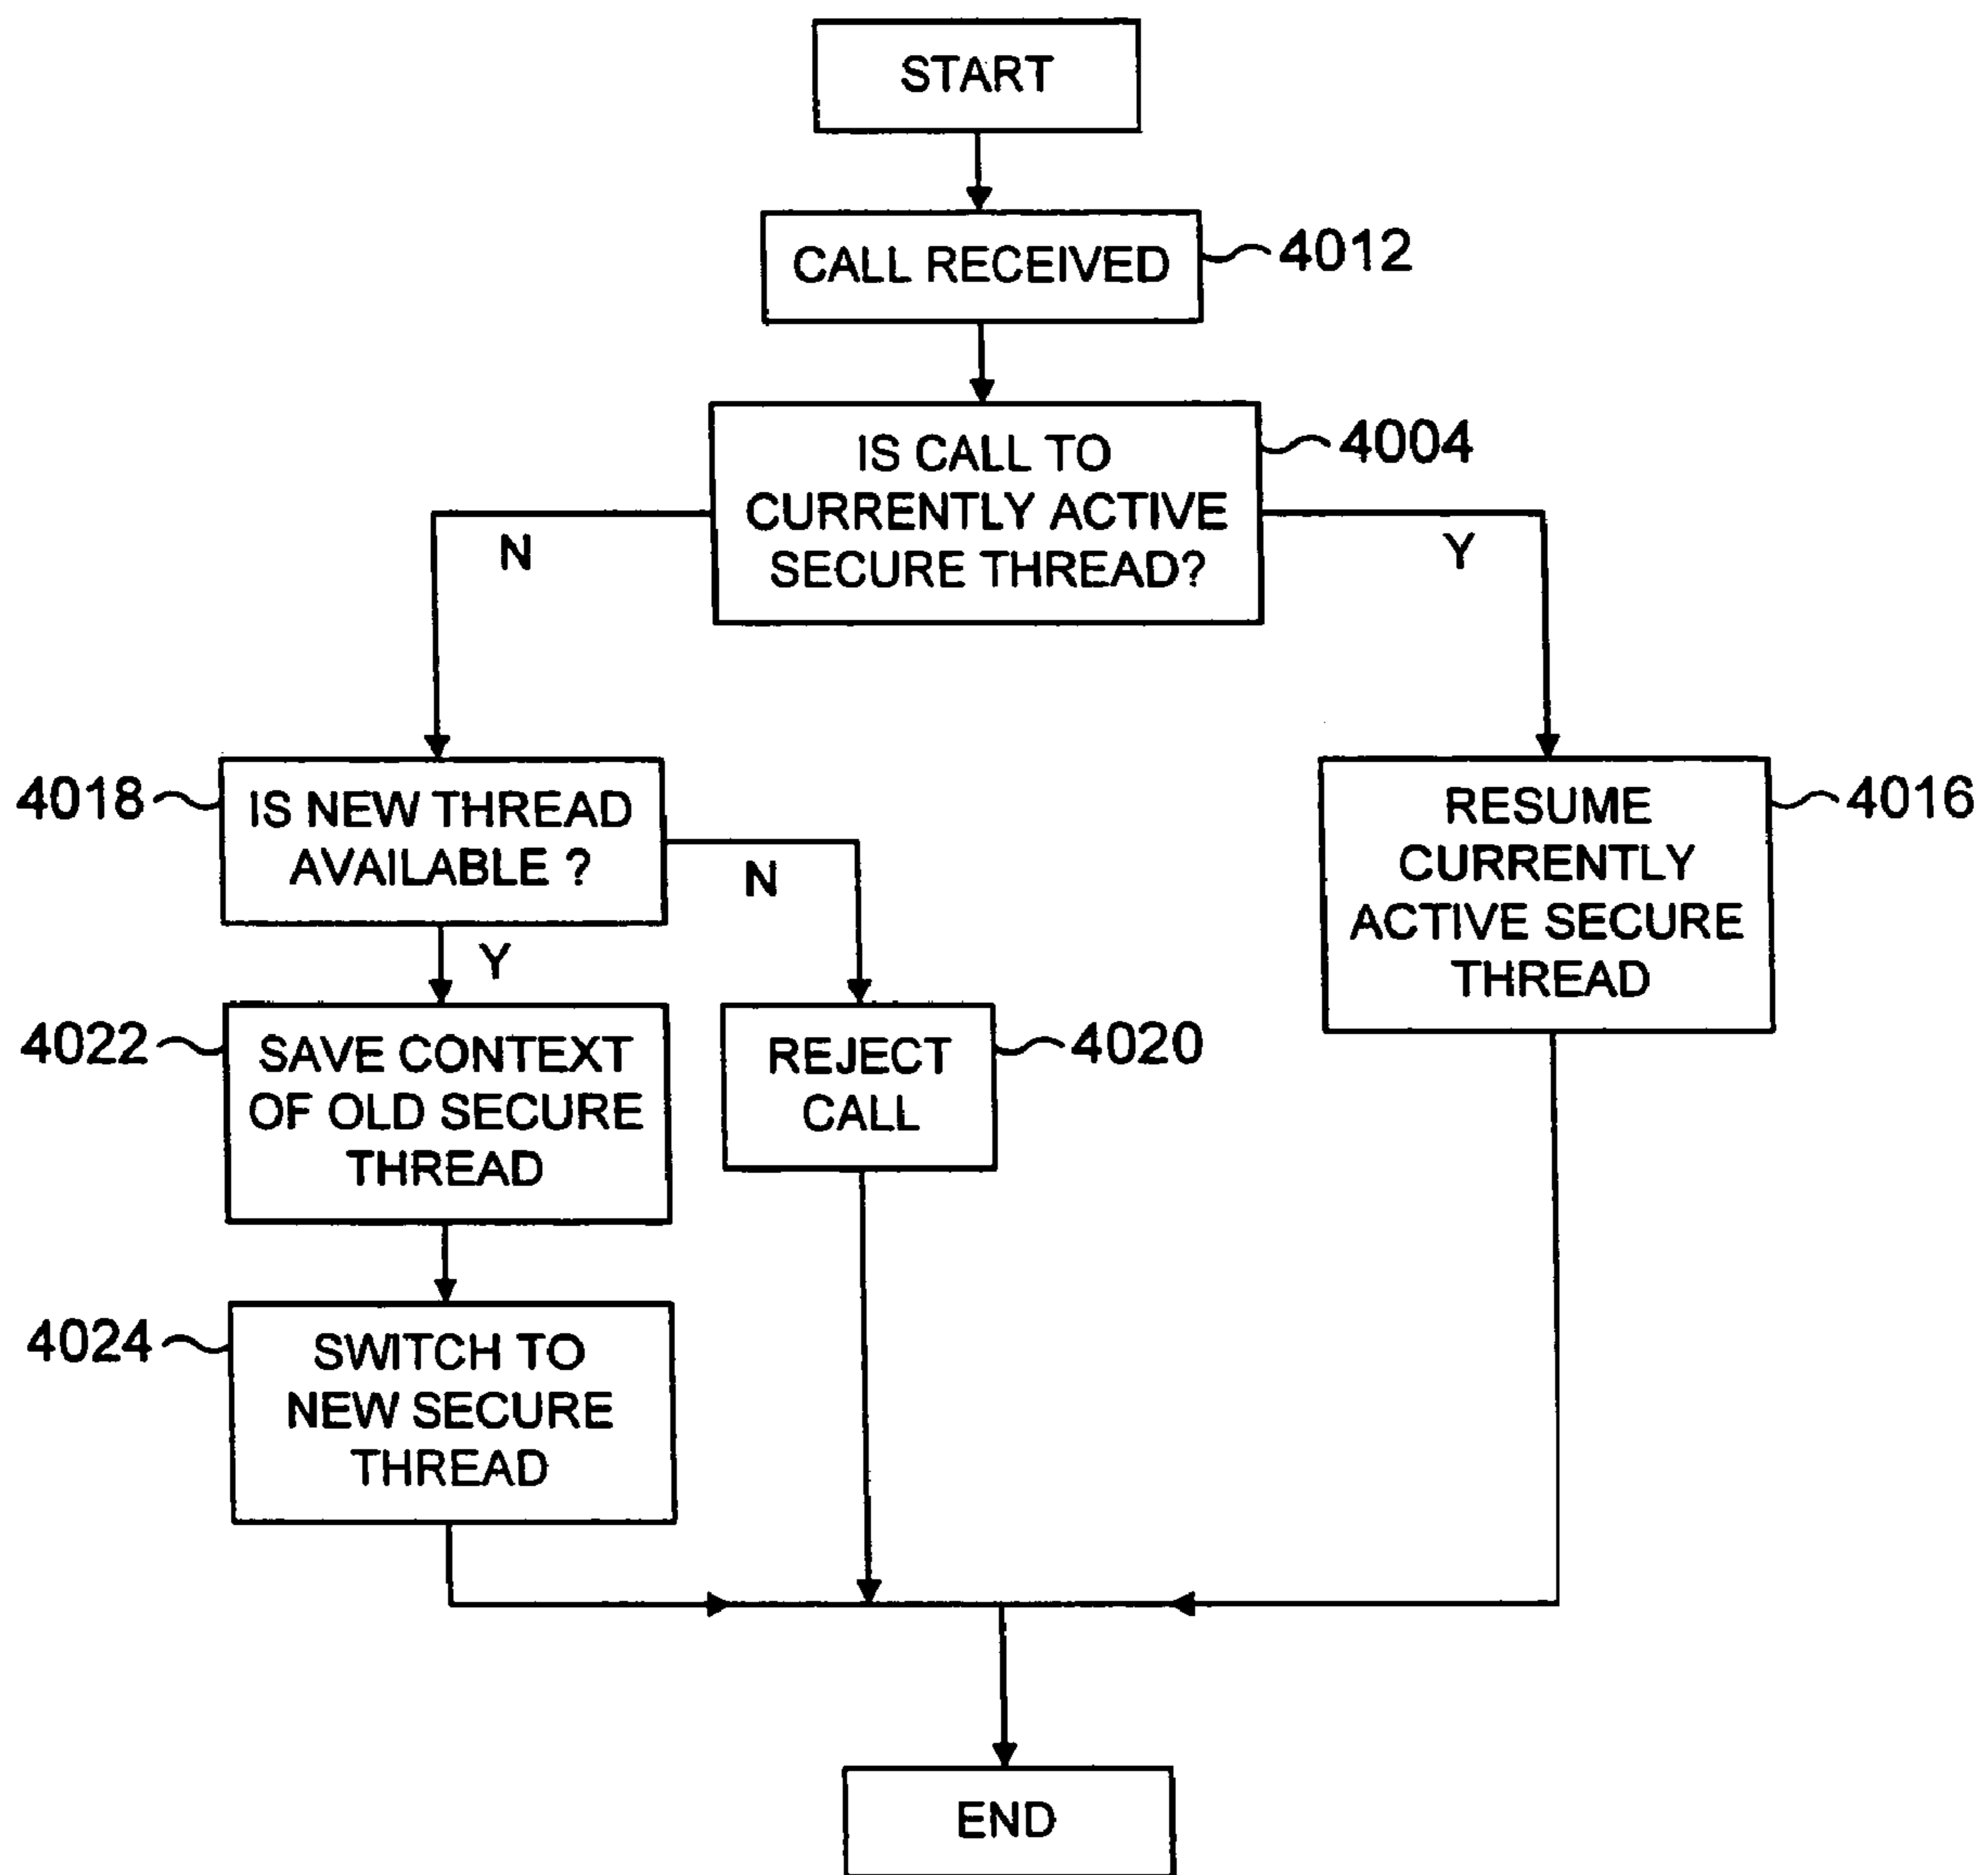 START
CALL RECEIVED
4012
IS CALL TO
CURRENTLY ACTIVE
SECURE THREAD?
4004
N
Y
4018
IS NEW THREAD
AVAILABLE ?
N
Y
RESUME
CURRENTLY
ACTIVE SECURE
THREAD
4016
4022
SAVE CONTEXT
OF OLD SECURE
THREAD
REJECT
CALL
4020
4024
SWITCH TO
NEW SECURE
THREAD
END